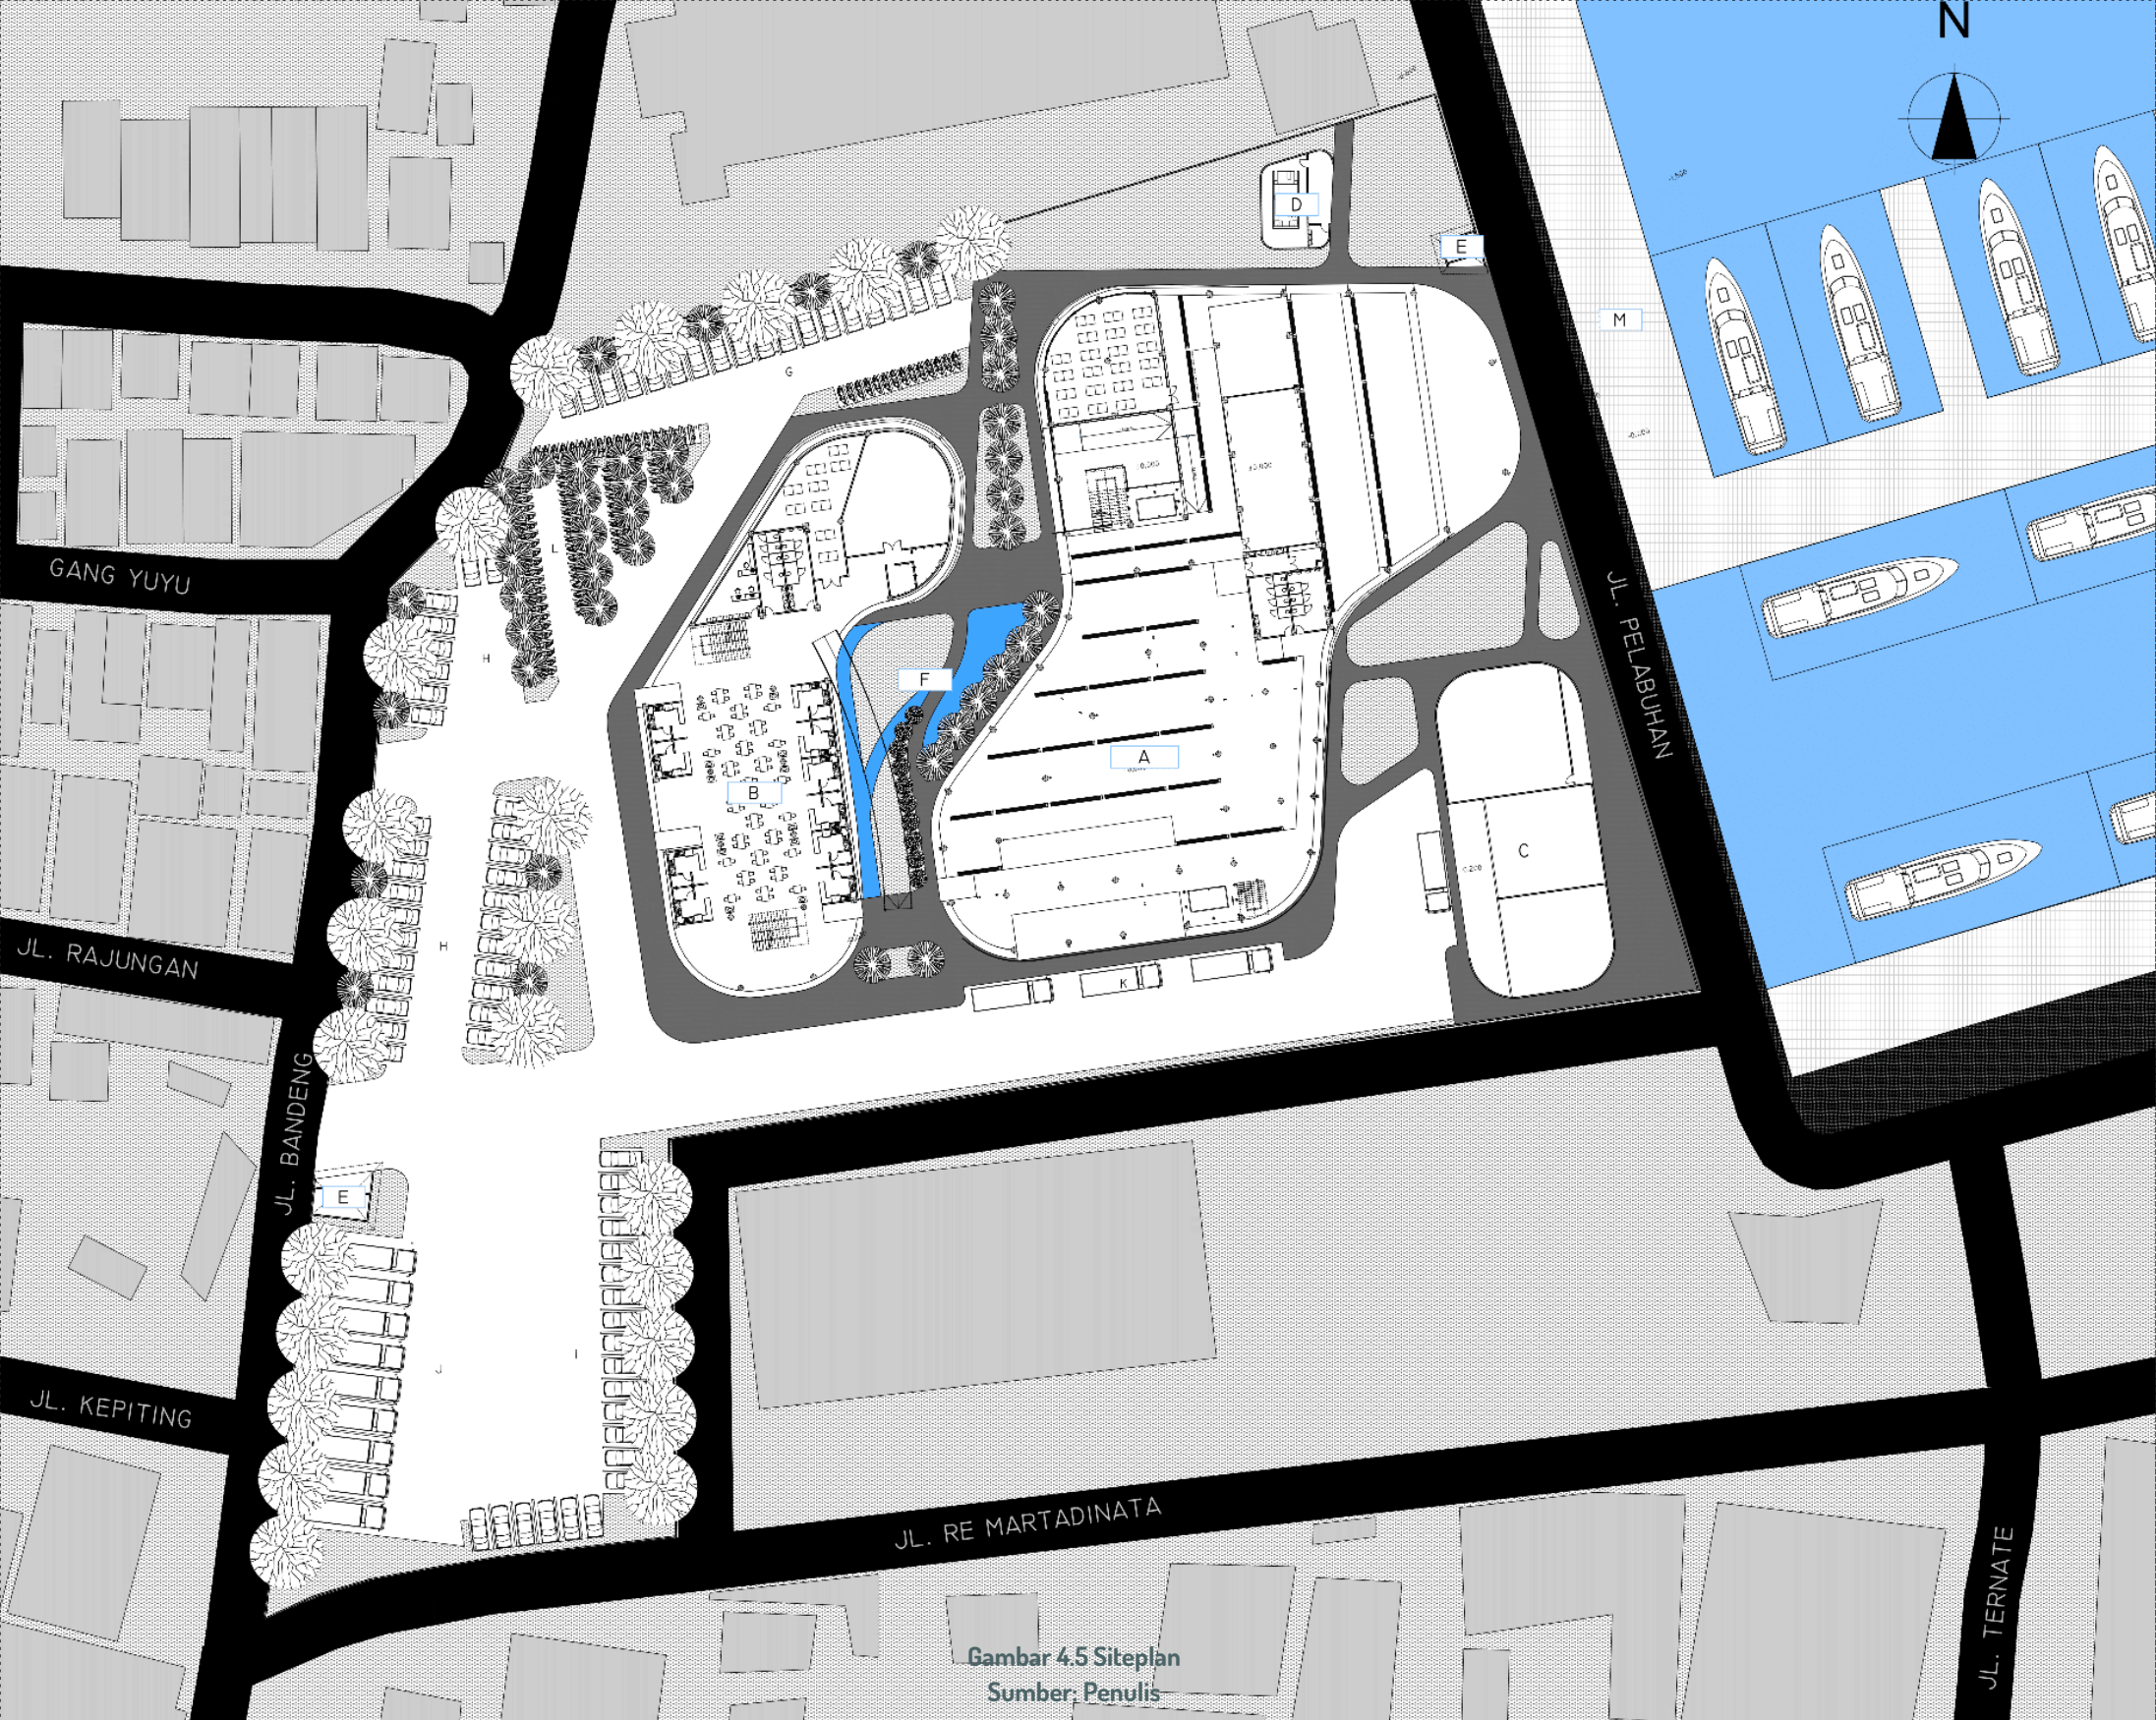 N
D
E
M
G
L
GANG YUYU
H
JL. PELABUHAN
F
A
B
C
H
JL. RAJUNGAN
K
JL. BANDENG
E
I
J
JL. KEPITING
JL. RE MARTADINATA
JL. TERNATE
Gambar 4.5 Siteplan
Sumber: Penulis